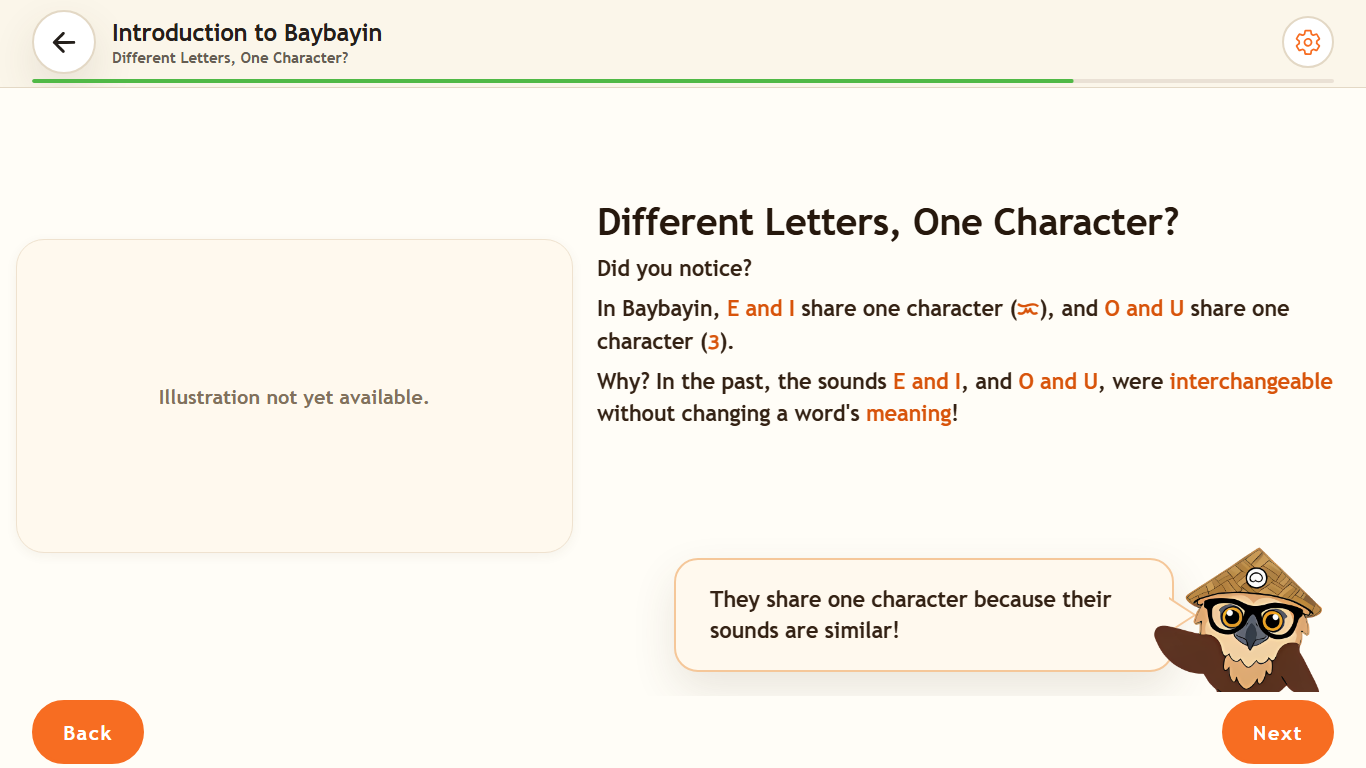 Introduction to Baybayin
Different Letters, One Character?
Illustration not yet available.
Different Letters, One Character?
Did you notice?
In Baybayin, E and I share one character (ᜁ), and O and U share one
character (ᜂ).
Why? In the past, the sounds E and I, and O and U, were interchangeable
without changing a word's meaning!
They share one character because their
sounds are similar!
Back
Next